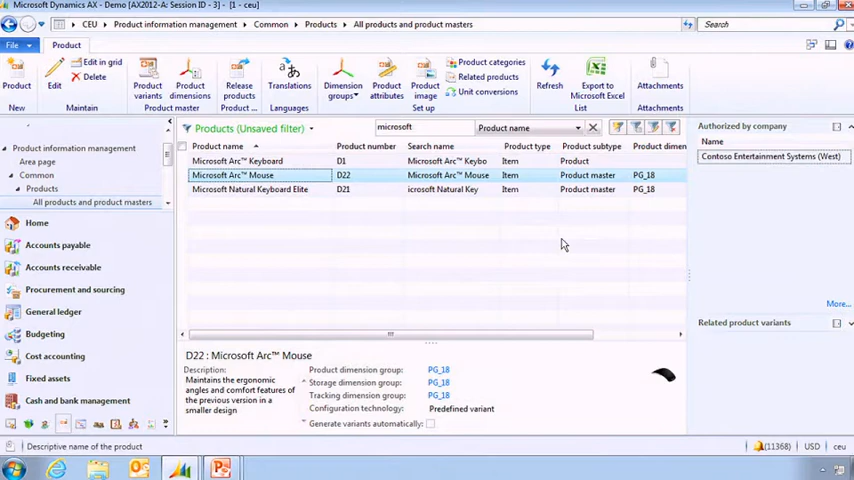 Microsoft Dynamics AX - Demo [AX2012-A: Session ID - 3] - [1 - ceu]
CEU Product information management Common Products All products and product masters Search
File Product
Product Edit Edit in grid Delete Product variants Product dimensions Release products Translations Dimension groups Product attributes Product image Product categories Related products Unit conversions Refresh Export to Microsoft Excel Attachments
New Maintain Product master Product ... Languages Set up List Attachments
Products (Unsaved filter) microsoft Product name
Product name Product number Search name Product type Product subtype Product dimen
Microsoft Arc™ Keyboard D1 Microsoft Arc™ Keybo Item Product
Microsoft Arc™ Mouse D22 Microsoft Arc™ Mouse Item Product master PG_18
Microsoft Natural Keyboard Elite D21 icrosoft Natural Key Item Product master PG_18
Authorized by company
Name
Contoso Entertainment Systems (West)
More...
Related product variants
Product information management
Area page
Common
Products
All products and product masters
Home
Accounts payable
Accounts receivable
Procurement and sourcing
General ledger
Budgeting
Cost accounting
Fixed assets
Cash and bank management
D22 : Microsoft Arc™ Mouse
Description:
Maintains the ergonomic
angles and comfort features of
the previous version in a
smaller design
Product dimension group: PG_18
Storage dimension group: PG_18
Tracking dimension group: PG_18
Configuration technology: Predefined variant
Generate variants automatically:
Descriptive name of the product (11368) USD ceu